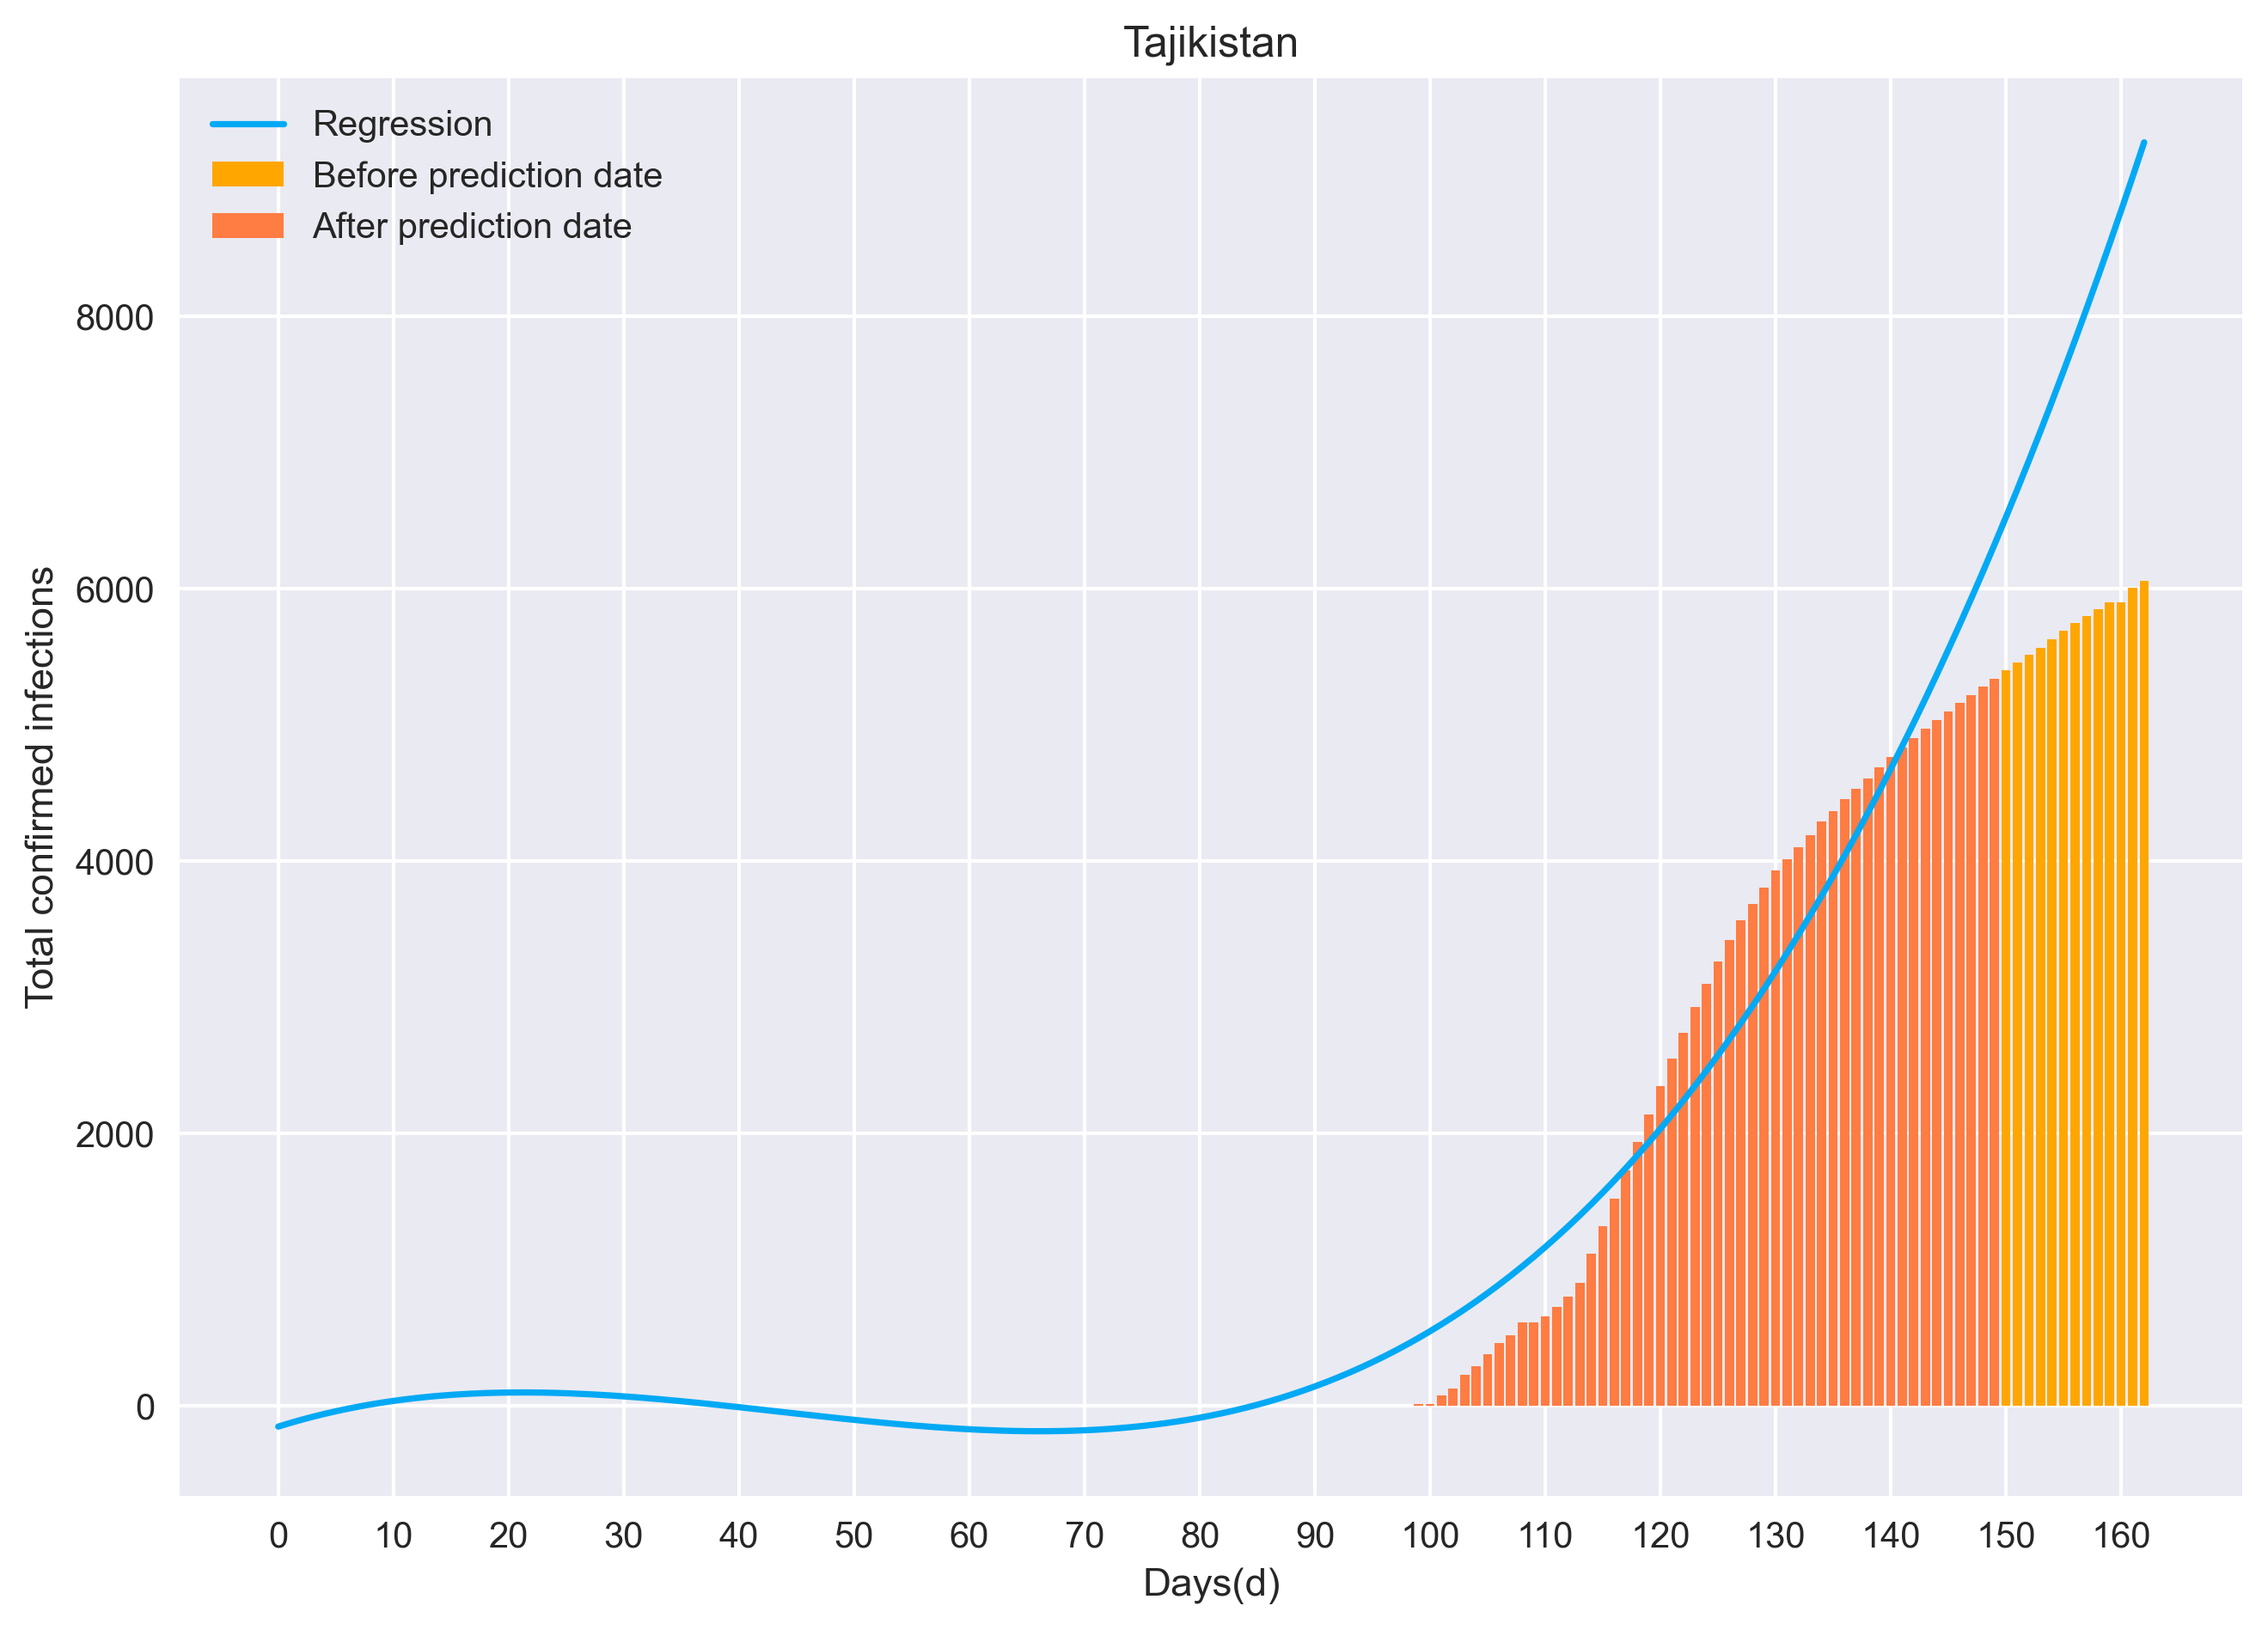 Tajikistan
Regression
Before prediction date
After prediction date
8000
6000
4000
2000
0
Total confirmed infections
0 10 20 30 40 50 60 70 80 90 100 110 120 130 140 150 160
Days(d)